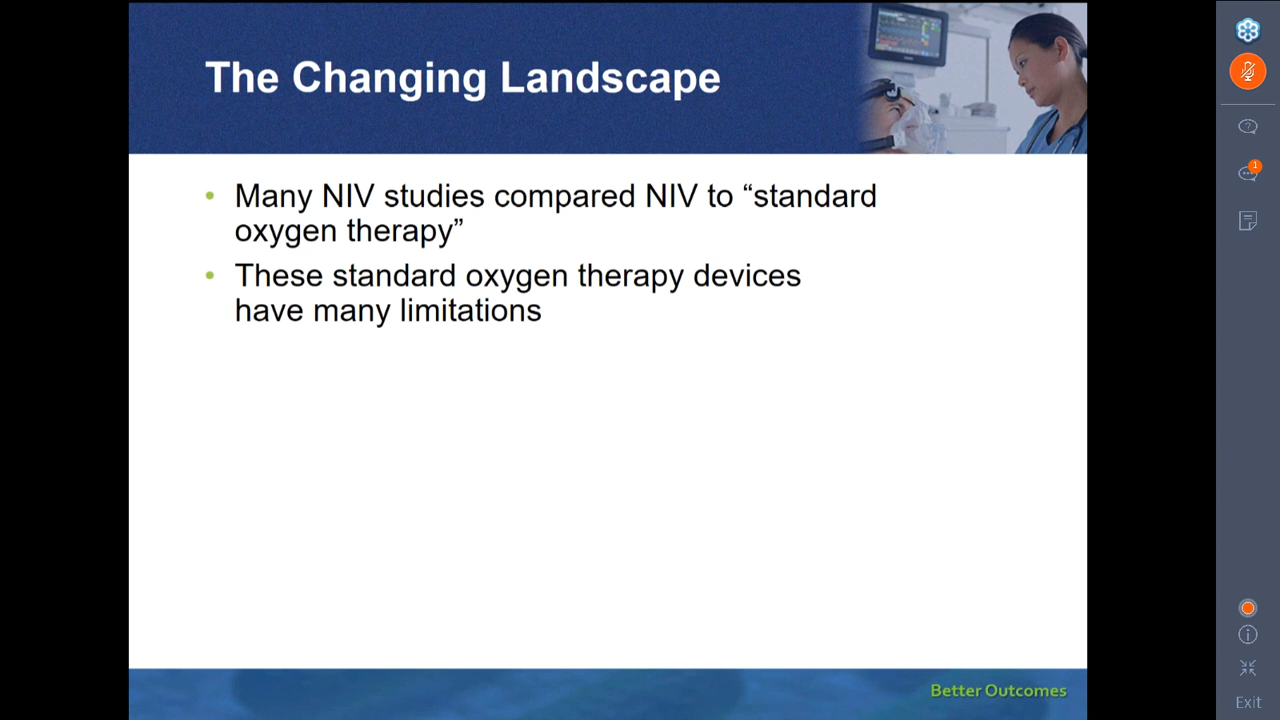 The Changing Landscape
• Many NIV studies compared NIV to “standard
oxygen therapy”
• These standard oxygen therapy devices
have many limitations
Better Outcomes
1
Exit